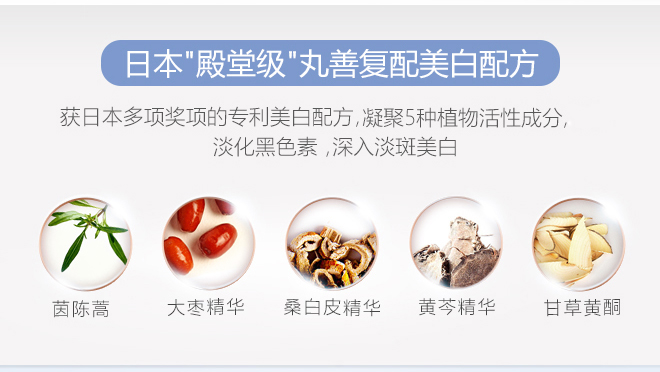 日本"殿堂级"丸善复配美白配方
获日本多项奖项的专利美白配方,凝聚5种植物活性成分,
淡化黑色素 ,深入淡斑美白
茵陈蒿 大枣精华 桑白皮精华 黄芩精华 甘草黄酮